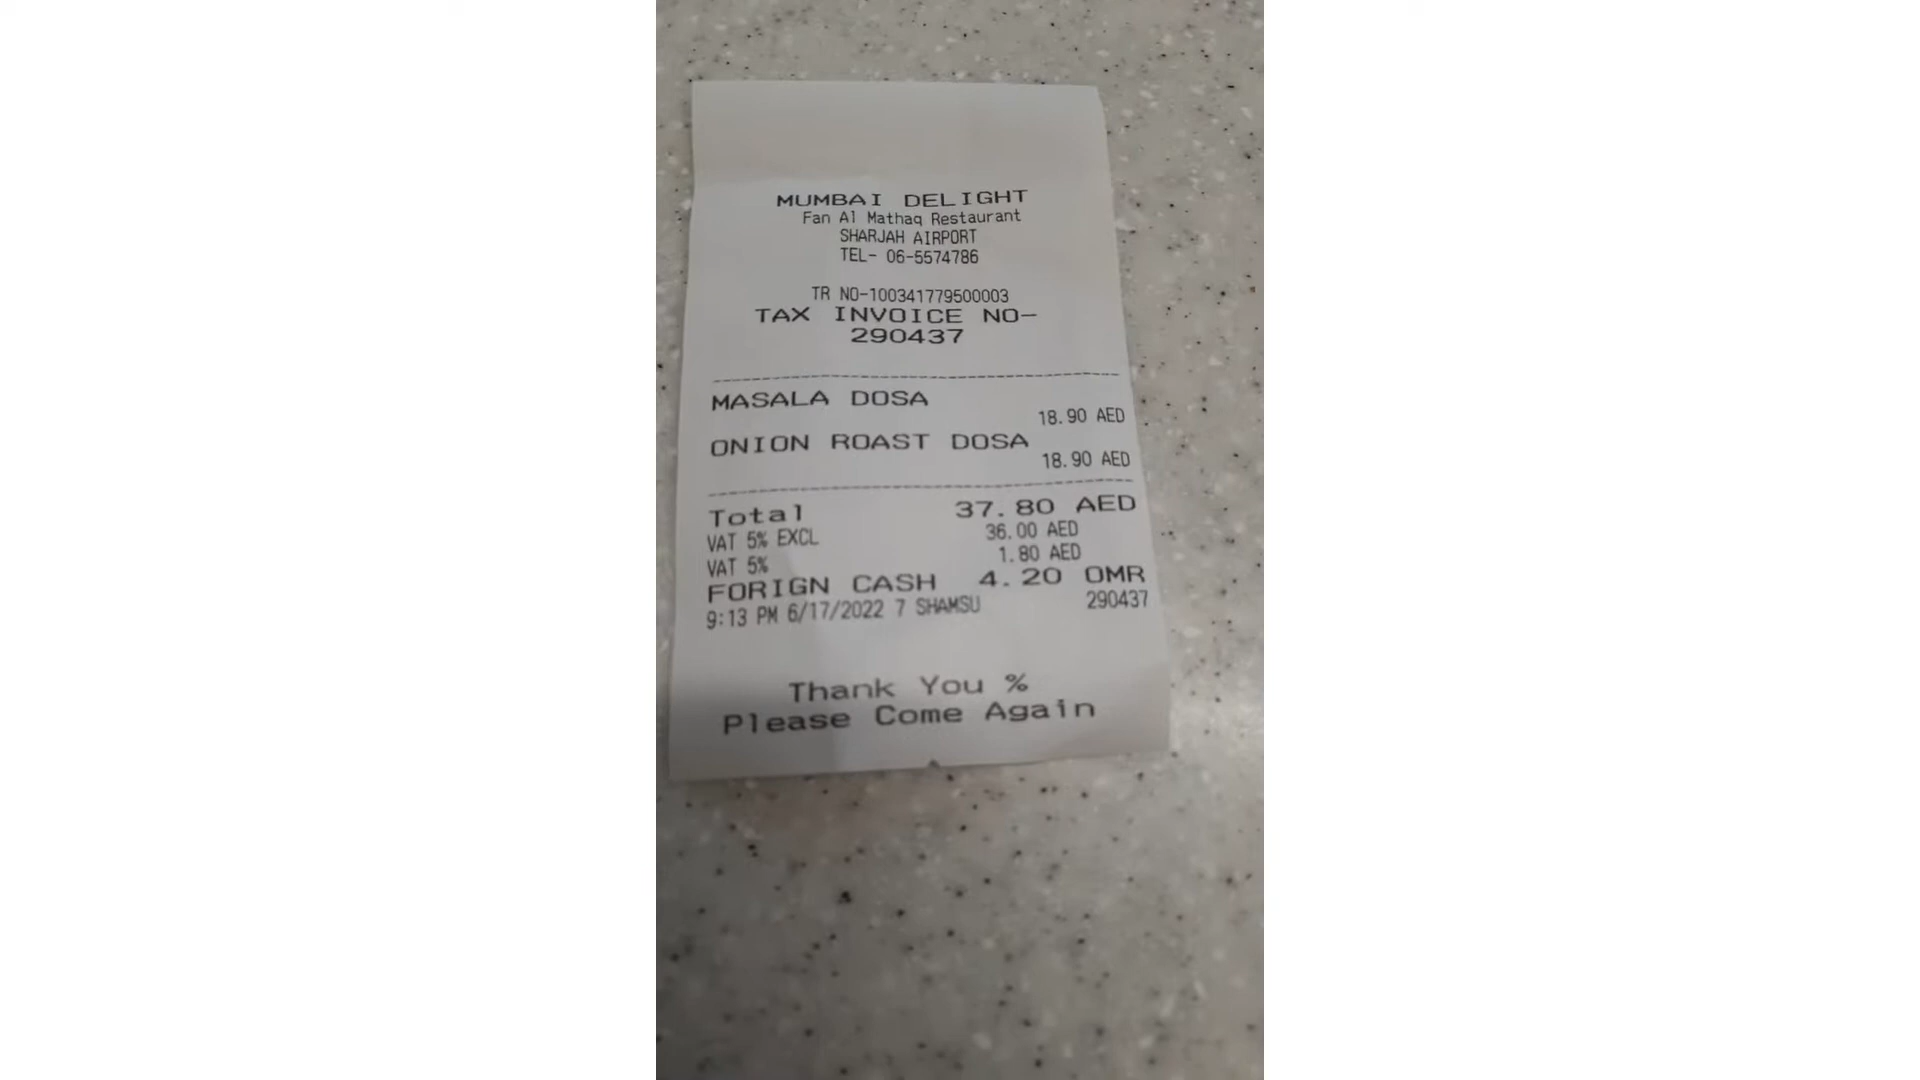 MUMBAI DELIGHT
Fan Al Mathaq Restaurant
SHARJAH AIRPORT
TEL- 06-5574786
TR NO-100341779500003
TAX INVOICE NO-
290437
MASALA DOSA
18.90 AED
ONION ROAST DOSA
18.90 AED
Total 37.80 AED
VAT 5% EXCL 36.00 AED
VAT 5% 1.80 AED
FORIGN CASH 4.20 OMR
9:13 PM 6/17/2022 7 SHAMSU 290437
Thank You %
Please Come Again